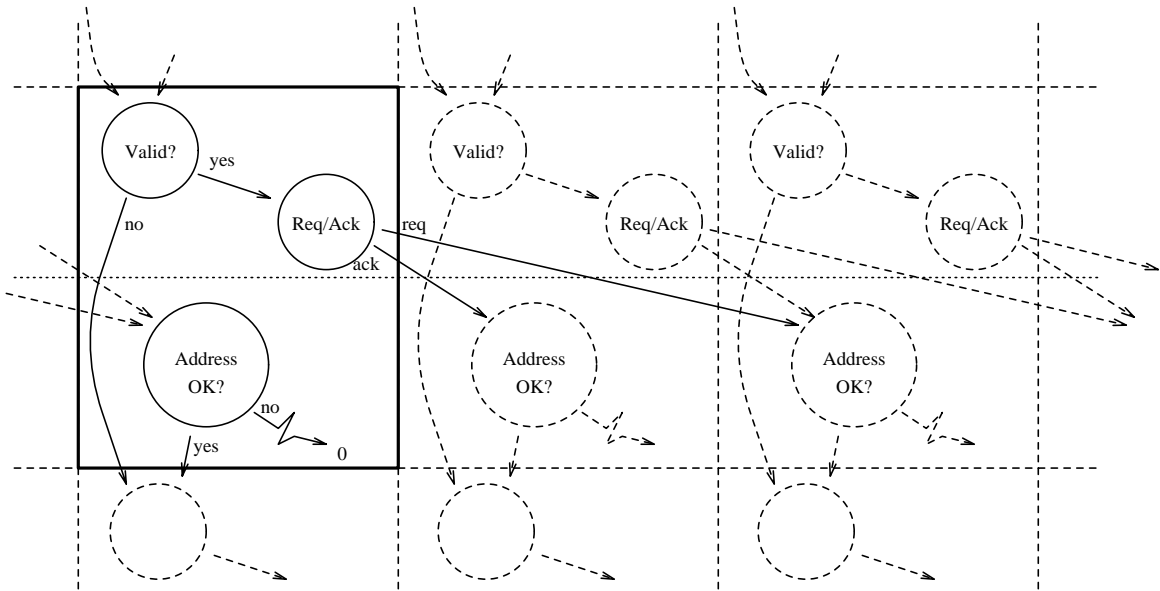 Valid?
Valid?
Valid?
yes
no
Req/Ack
req
Req/Ack
Req/Ack
ack
Address
OK?
Address
OK?
Address
OK?
no
yes
0